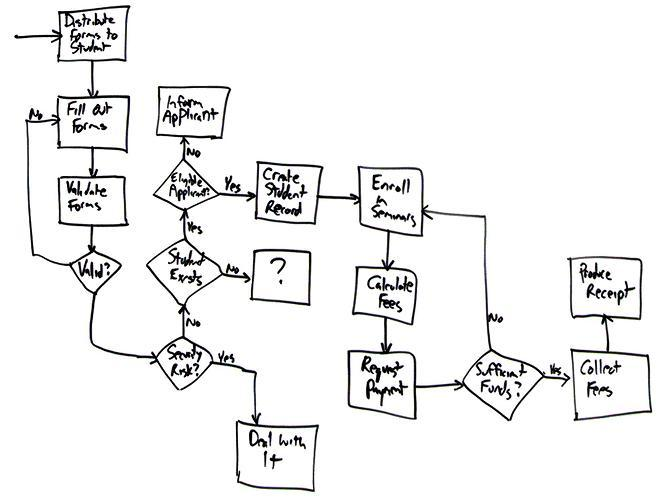 Distribute
Forms to
Student
Fill out
Forms
No
Validate
Forms
Valid?
Inform
Applicant
No
Eligible
Applicant?
Yes
Create
Student
Record
Enroll
in
Seminars
Yes
Student
Exists
No
?
No
Security
Risk?
Yes
Deal with
it
Calculate
Fees
Request
Payment
Sufficient
Funds?
No
Yes
Collect
Fees
Produce
Receipt